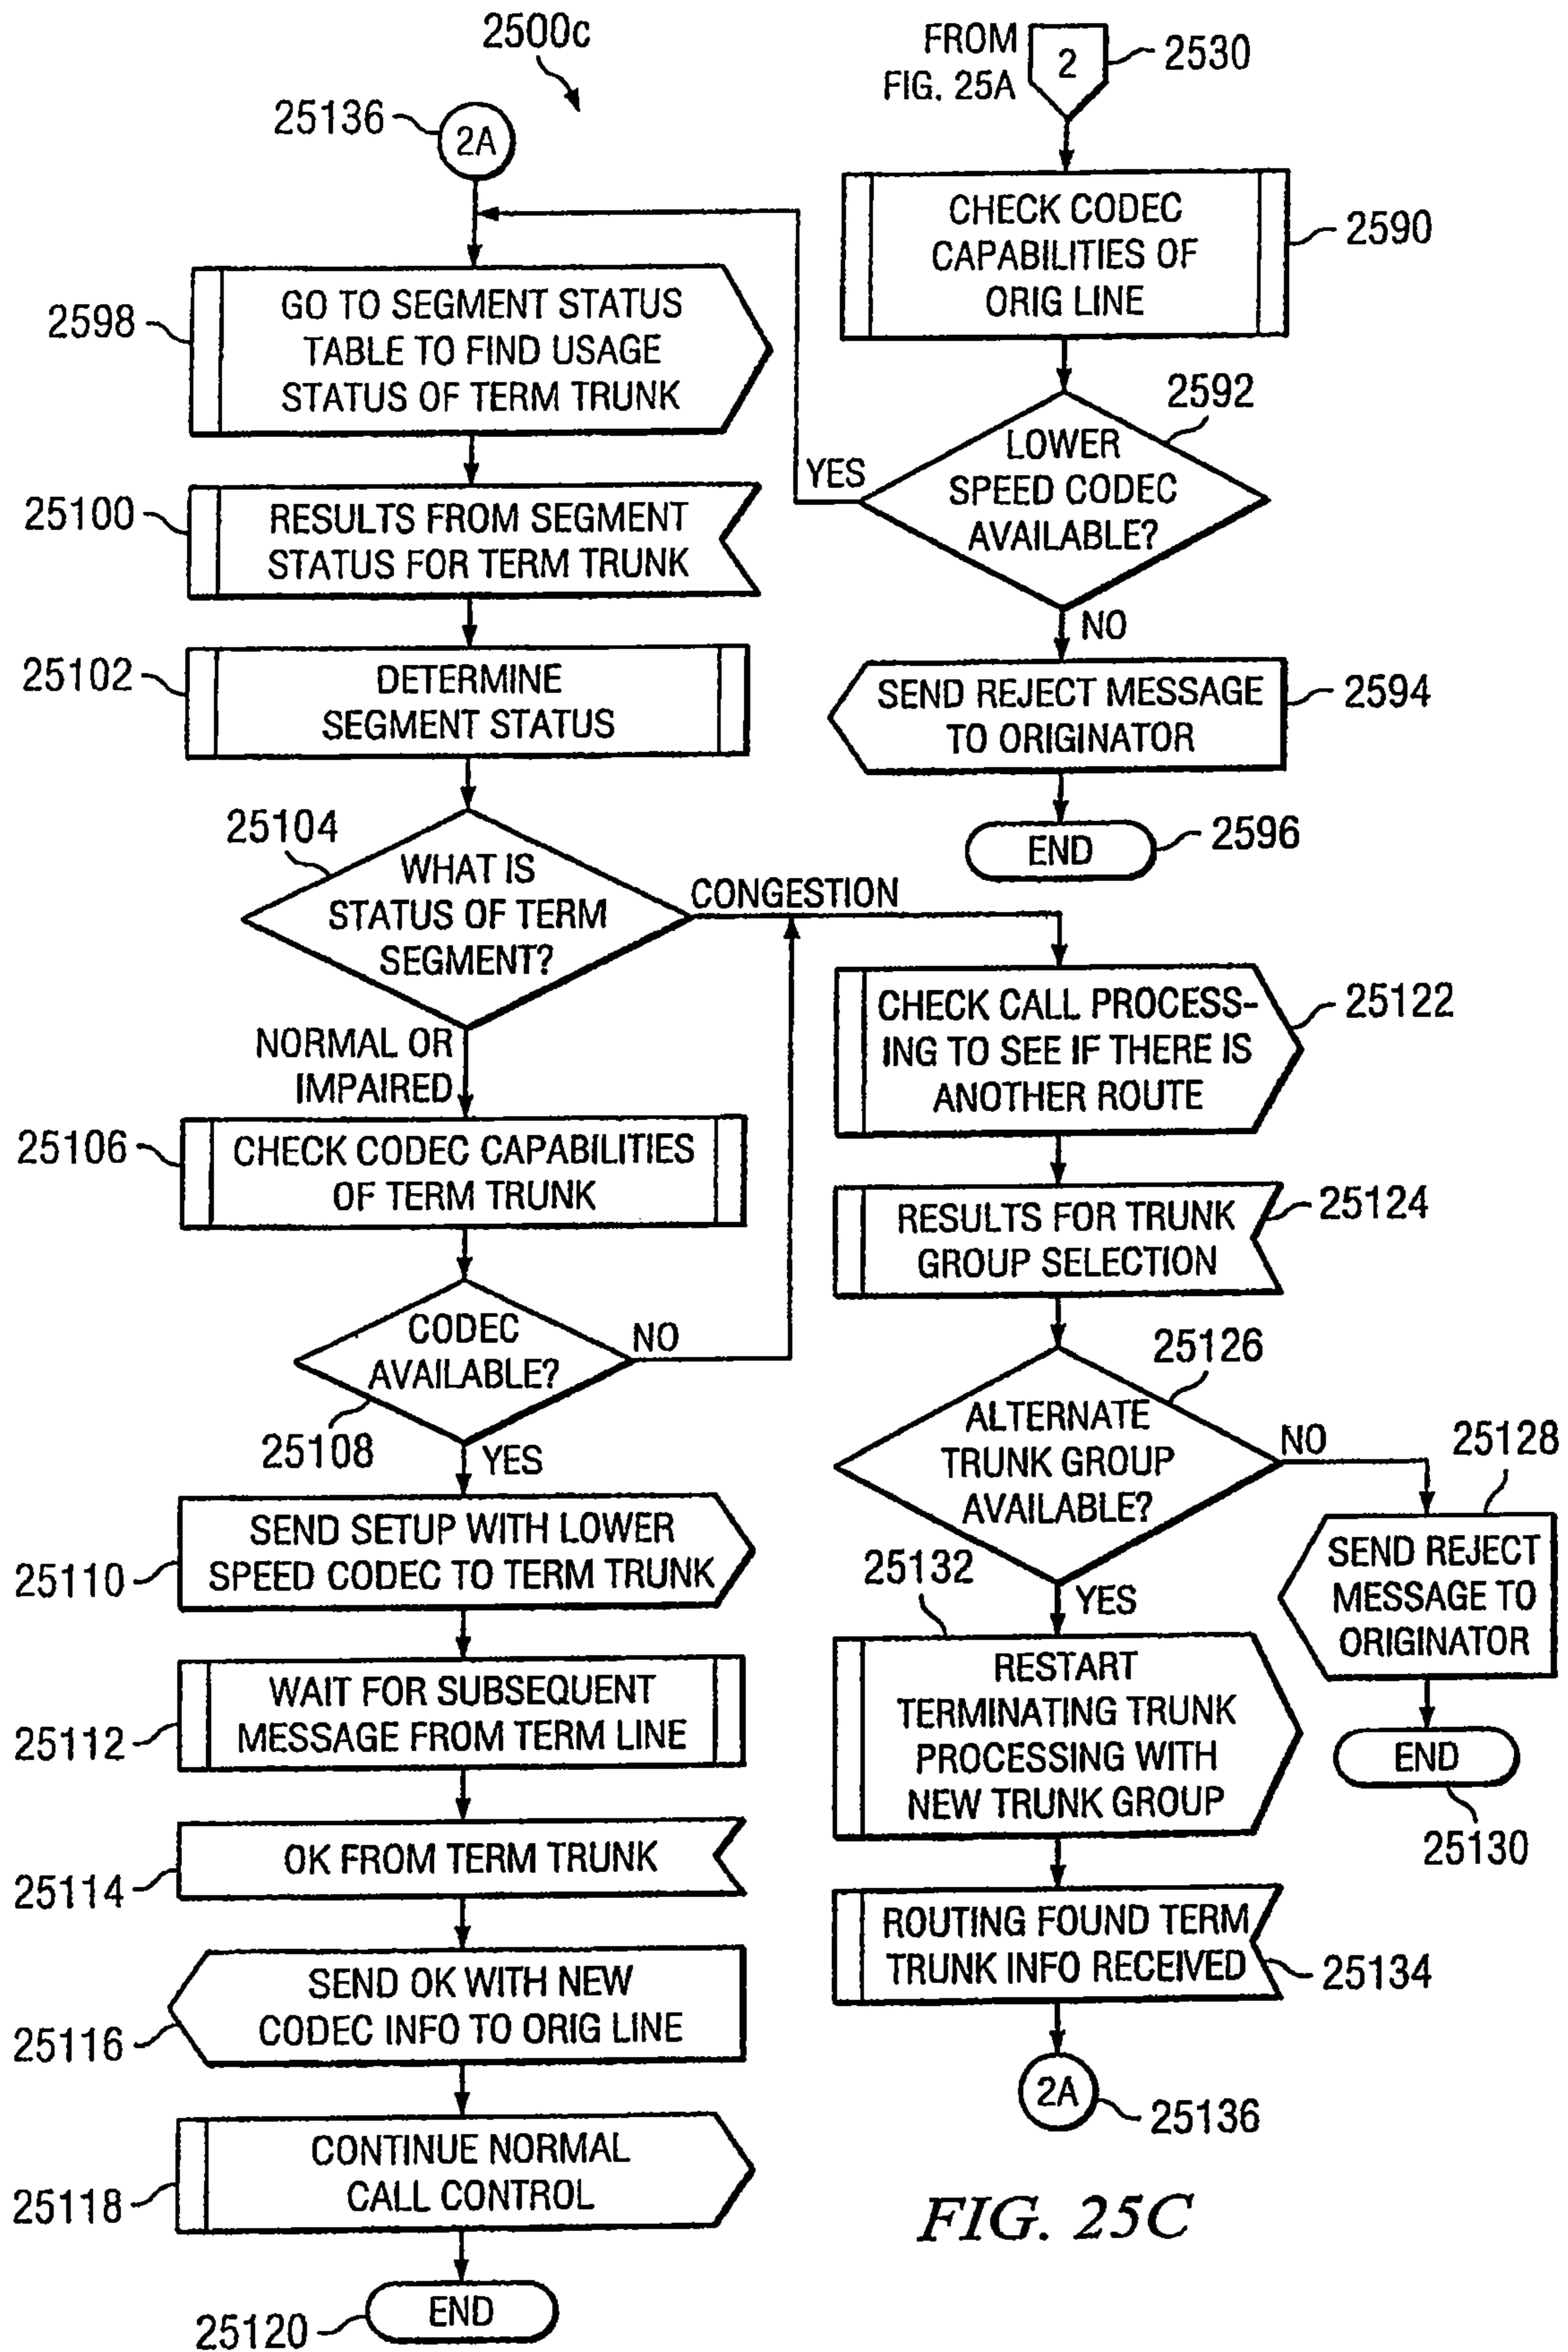 2500c
25136
2A
FROM
FIG. 25A
2
2530
CHECK CODEC
CAPABILITIES OF
ORIG LINE
2590
2598
GO TO SEGMENT STATUS
TABLE TO FIND USAGE
STATUS OF TERM TRUNK
2592
LOWER
SPEED CODEC
AVAILABLE?
YES
NO
25100
RESULTS FROM SEGMENT
STATUS FOR TERM TRUNK
25102
DETERMINE
SEGMENT STATUS
SEND REJECT MESSAGE
TO ORIGINATOR
2594
END
2596
25104
WHAT IS
STATUS OF TERM
SEGMENT?
CONGESTION
NORMAL OR
IMPAIRED
25106
CHECK CODEC CAPABILITIES
OF TERM TRUNK
CODEC
AVAILABLE?
NO
25108
YES
25110
SEND SETUP WITH LOWER
SPEED CODEC TO TERM TRUNK
25112
WAIT FOR SUBSEQUENT
MESSAGE FROM TERM LINE
25114
OK FROM TERM TRUNK
25116
SEND OK WITH NEW
CODEC INFO TO ORIG LINE
25118
CONTINUE NORMAL
CALL CONTROL
25120
END
CHECK CALL PROCESS-
ING TO SEE IF THERE IS
ANOTHER ROUTE
25122
RESULTS FOR TRUNK
GROUP SELECTION
25124
25126
ALTERNATE
TRUNK GROUP
AVAILABLE?
NO
25128
SEND REJECT
MESSAGE TO
ORIGINATOR
END
25130
YES
25132
RESTART
TERMINATING TRUNK
PROCESSING WITH
NEW TRUNK GROUP
ROUTING FOUND TERM
TRUNK INFO RECEIVED
25134
2A
25136
FIG. 25C